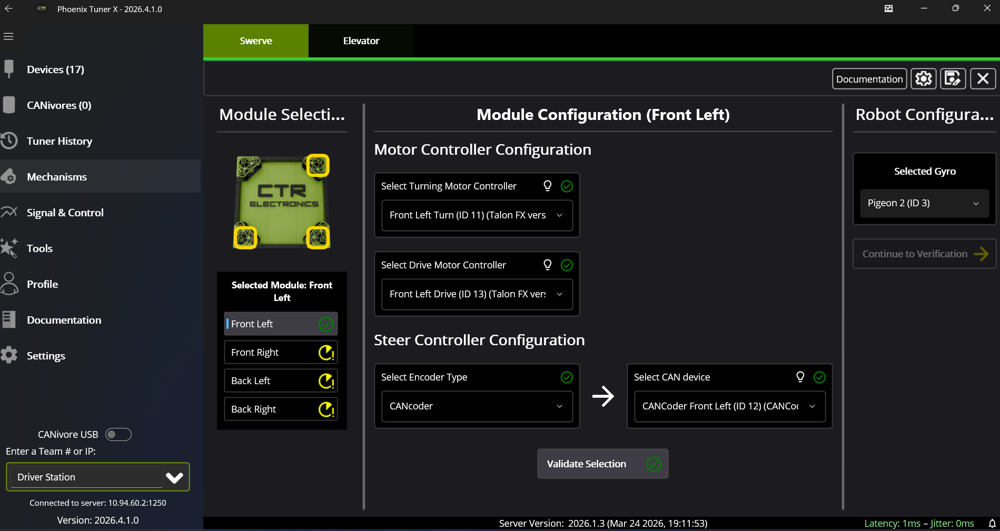 Phoenix Tuner X - 2026.4.1.0
Devices (17)
CANivores (0)
Tuner History
Mechanisms
Signal & Control
Tools
Profile
Documentation
Settings
CANivore USB
Enter a Team # or IP:
Driver Station
Connected to server: 10.94.60.2:1250
Version: 2026.4.1.0
Swerve
Elevator
Documentation
Module Selecti...
CTR
ELECTRONICS
Selected Module: Front
Left
Front Left
Front Right
Back Left
Back Right
Module Configuration (Front Left)
Motor Controller Configuration
Select Turning Motor Controller
Front Left Turn (ID 11) (Talon FX vers
Select Drive Motor Controller
Front Left Drive (ID 13) (Talon FX vers
Steer Controller Configuration
Select Encoder Type
CANcoder
Select CAN device
CANCoder Front Left (ID 12) (CANCod
Validate Selection
Robot Configura...
Selected Gyro
Pigeon 2 (ID 3)
Continue to Verification
Server Version: 2026.1.3 (Mar 24 2026, 19:11:53)
Latency: 1ms – Jitter: 0ms